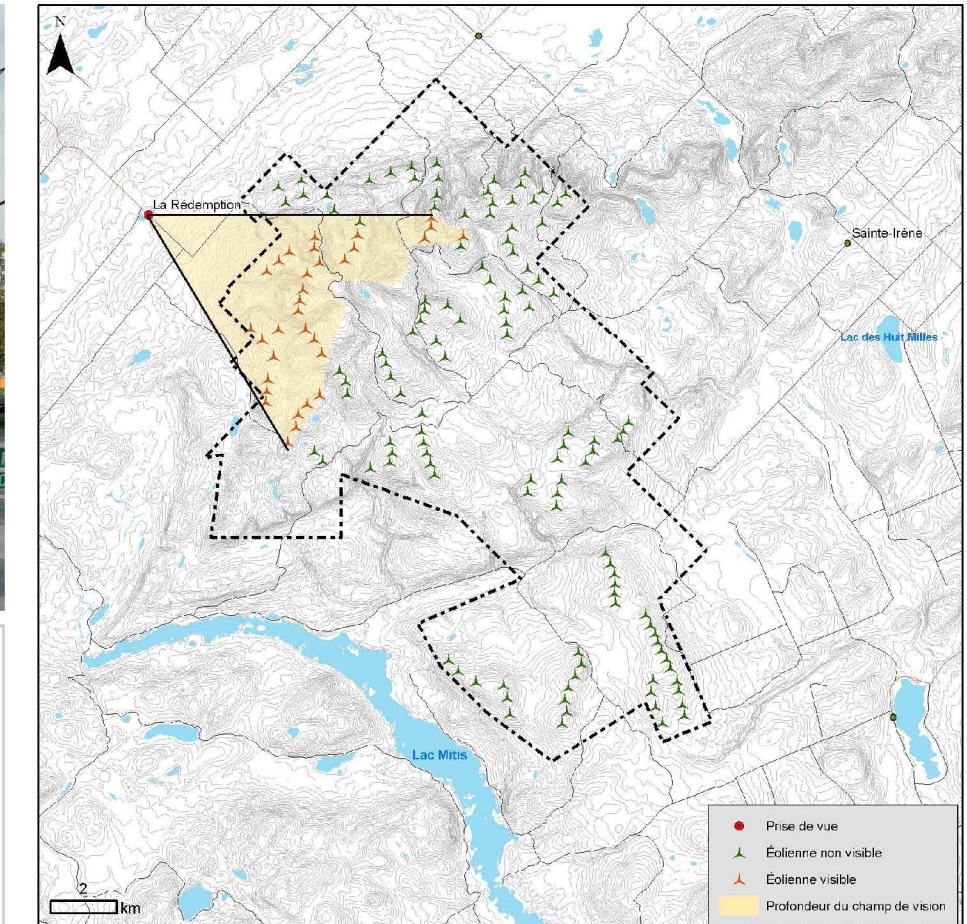 N
La Rédemption
Sainte-Irène
Lac des Huit Milles
Lac Mitis
Prise de vue
Éolienne non visible
Éolienne visible
Profondeur du champ de vision
2
km